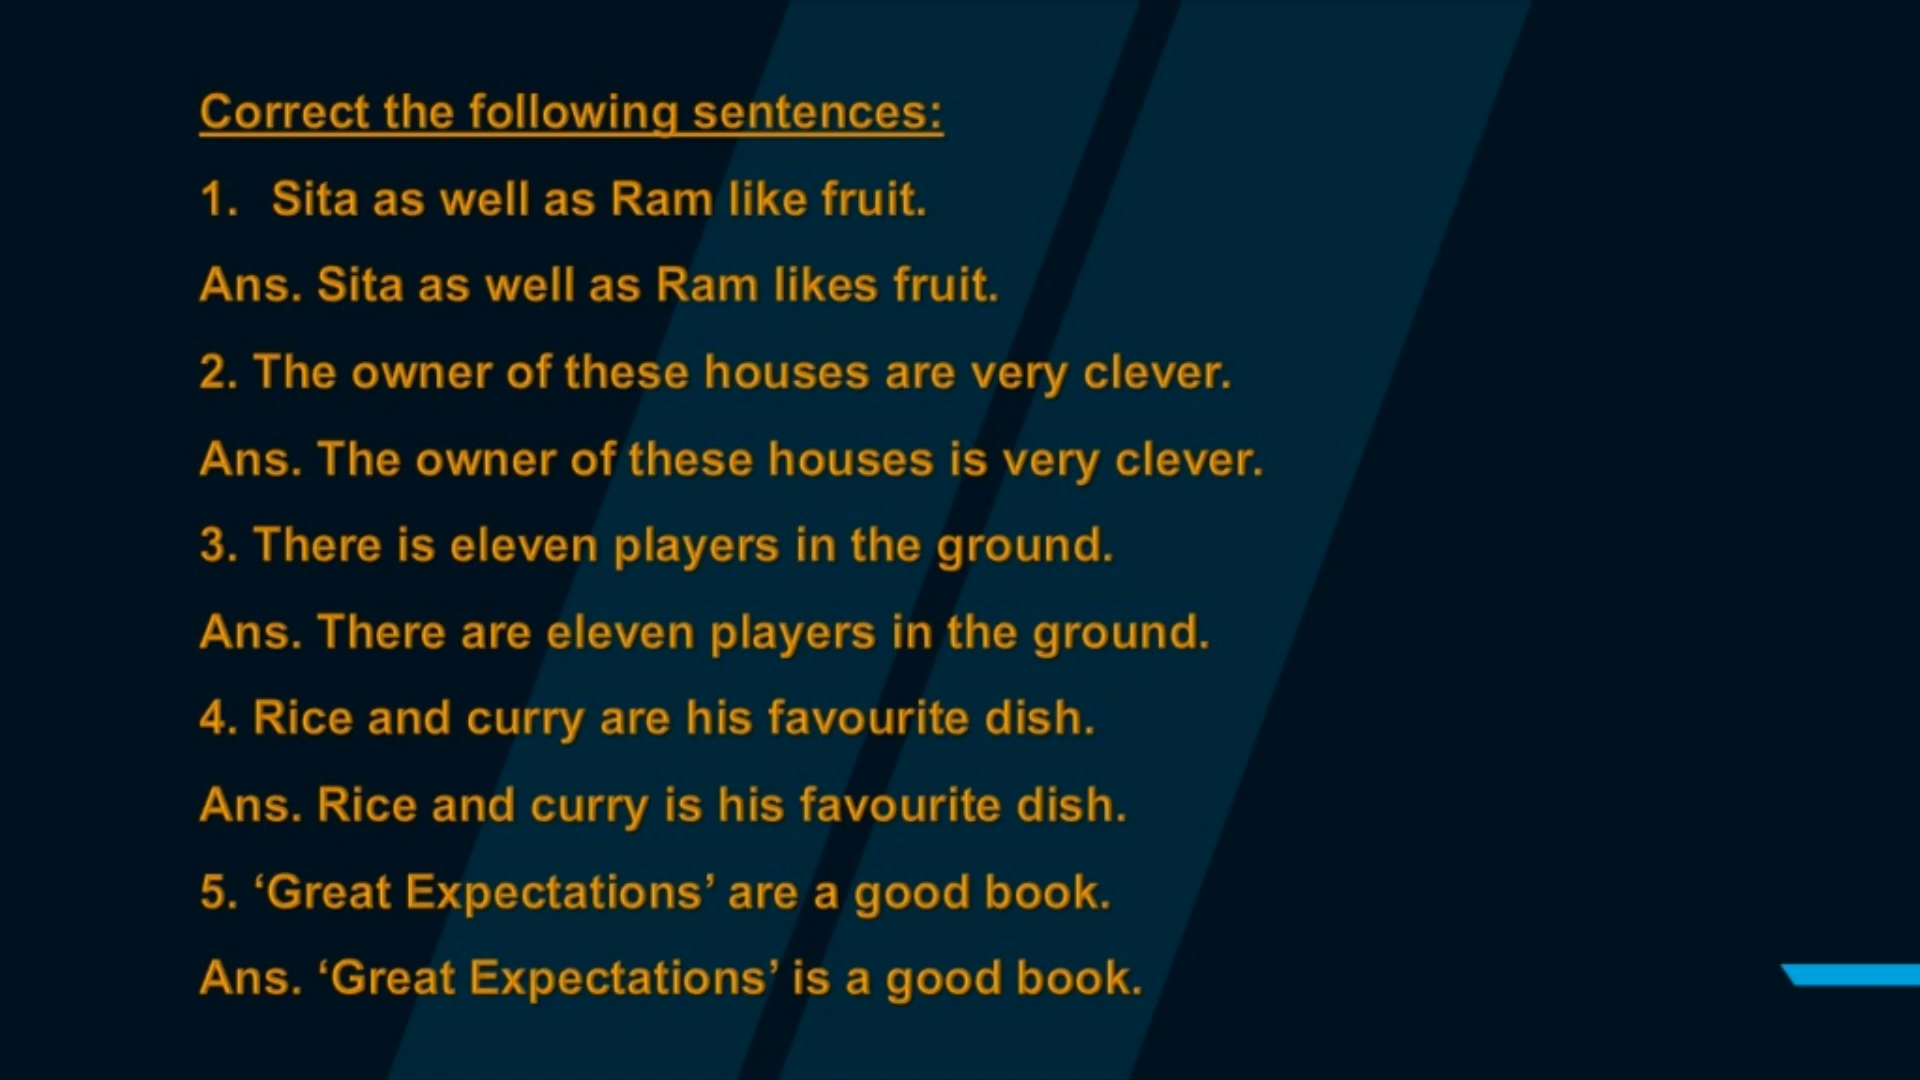 Correct the following sentences:
1. Sita as well as Ram like fruit.
Ans. Sita as well as Ram likes fruit.
2. The owner of these houses are very clever.
Ans. The owner of these houses is very clever.
3. There is eleven players in the ground.
Ans. There are eleven players in the ground.
4. Rice and curry are his favourite dish.
Ans. Rice and curry is his favourite dish.
5. ‘Great Expectations’ are a good book.
Ans. ‘Great Expectations’ is a good book.